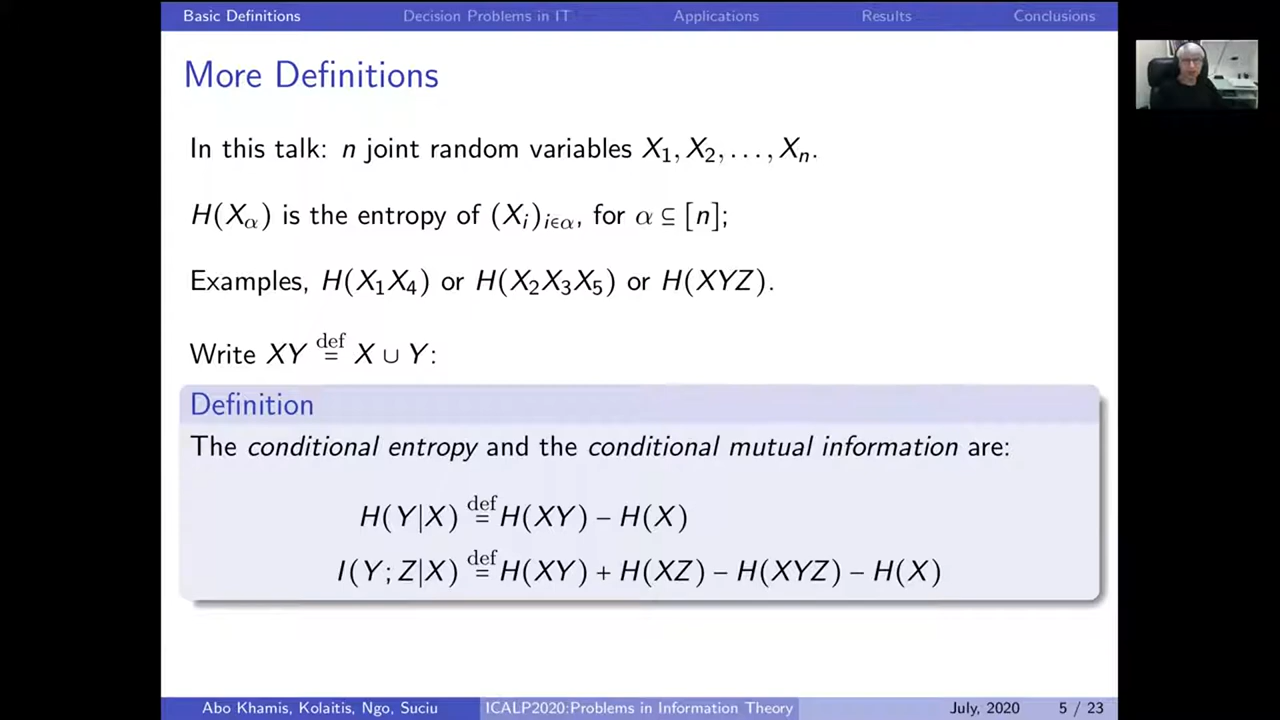 Basic Definitions Decision Problems in IT Applications Results Conclusions
More Definitions
In this talk: n joint random variables X₁, X₂, . . . , Xₙ.
H(X_α) is the entropy of (X_i)_{i∈α}, for α ⊆ [n];
Examples, H(X₁X₄) or H(X₂X₃X₅) or H(XYZ).
Write XY def= X ∪ Y:
Definition
The conditional entropy and the conditional mutual information are:
H(Y|X) def= H(XY) − H(X)
I(Y; Z|X) def= H(XY) + H(XZ) − H(XYZ) − H(X)
Abo Khamis, Kolaitis, Ngo, Suciu ICALP2020:Problems in Information Theory July, 2020 5 / 23